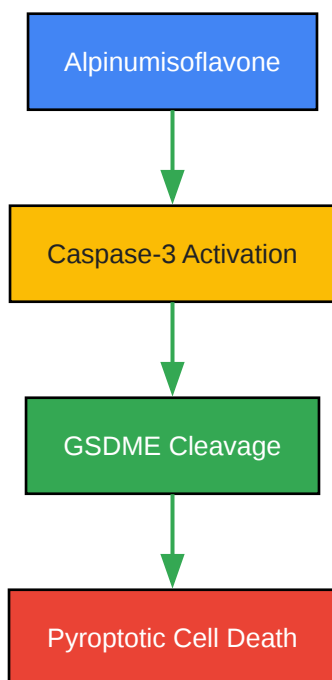 Alpinumisoflavone
Caspase-3 Activation
GSDME Cleavage
Pyroptotic Cell Death